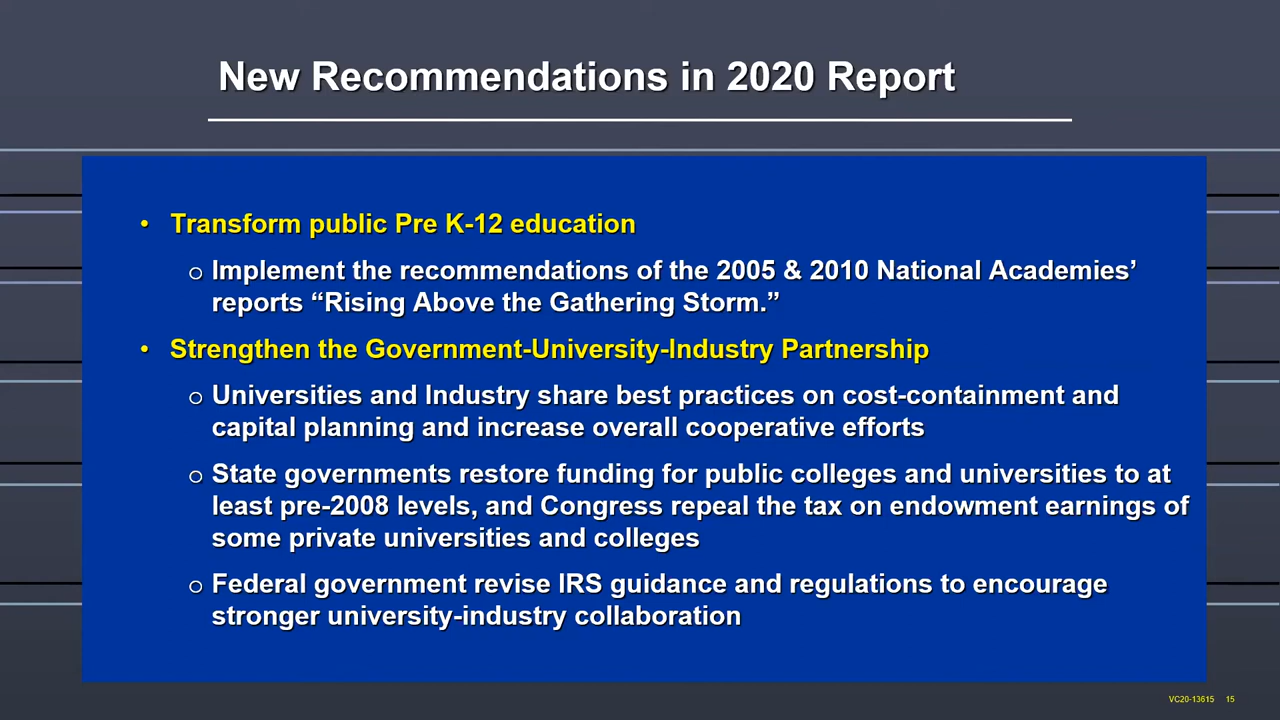 New Recommendations in 2020 Report
• Transform public Pre K-12 education
o Implement the recommendations of the 2005 & 2010 National Academies’
reports “Rising Above the Gathering Storm.”
• Strengthen the Government-University-Industry Partnership
o Universities and Industry share best practices on cost-containment and
capital planning and increase overall cooperative efforts
o State governments restore funding for public colleges and universities to at
least pre-2008 levels, and Congress repeal the tax on endowment earnings of
some private universities and colleges
o Federal government revise IRS guidance and regulations to encourage
stronger university-industry collaboration
VC20-13615 15